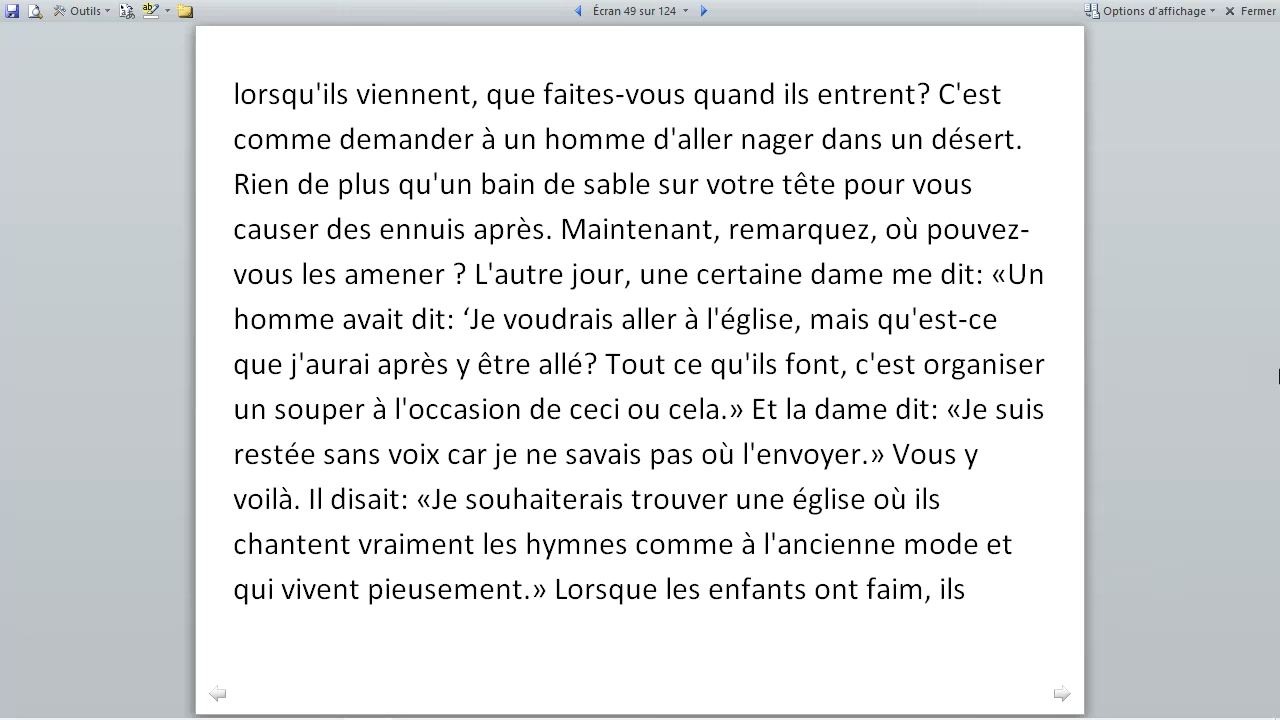 Outils
Écran 49 sur 124
Options d'affichage
Fermer
lorsqu'ils viennent, que faites-vous quand ils entrent? C'est
comme demander à un homme d'aller nager dans un désert.
Rien de plus qu'un bain de sable sur votre tête pour vous
causer des ennuis après. Maintenant, remarquez, où pouvez-
vous les amener ? L'autre jour, une certaine dame me dit: «Un
homme avait dit: ‘Je voudrais aller à l'église, mais qu'est-ce
que j'aurai après y être allé? Tout ce qu'ils font, c'est organiser
un souper à l'occasion de ceci ou cela.» Et la dame dit: «Je suis
restée sans voix car je ne savais pas où l'envoyer.» Vous y
voilà. Il disait: «Je souhaiterais trouver une église où ils
chantent vraiment les hymnes comme à l'ancienne mode et
qui vivent pieusement.» Lorsque les enfants ont faim, ils